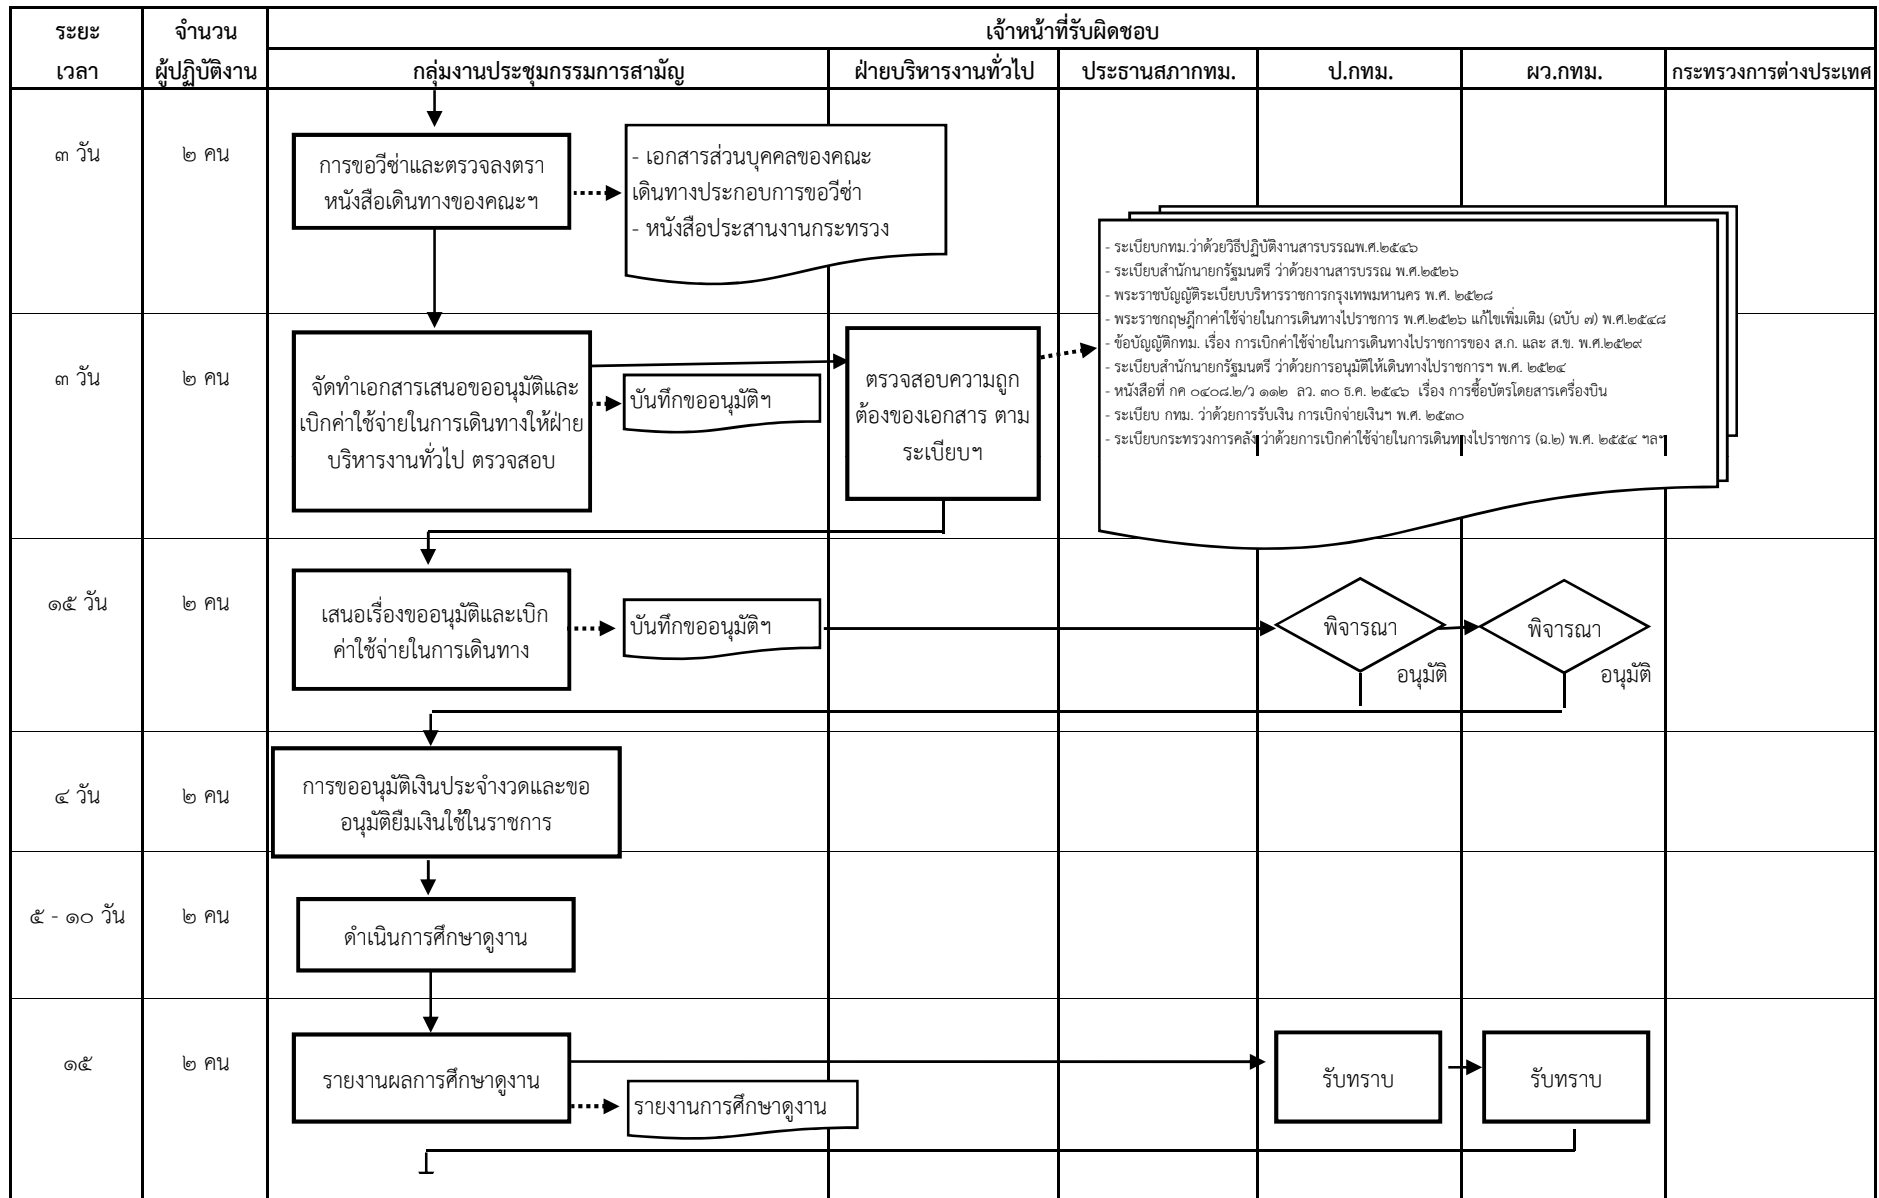 ระยะ
เวลา
จำนวน
ผู้ปฏิบัติงาน
เจ้าหน้าที่รับผิดชอบ
กลุ่มงานประชุมกรรมการสามัญ
ฝ่ายบริหารงานทั่วไป
ประธานสภากทม.
ป.กทม.
ผว.กทม.
กระทรวงการต่างประเทศ
๓ วัน
๒ คน
การขอวีซ่าและตรวจลงตรา
หนังสือเดินทางของคณะฯ
- เอกสารส่วนบุคคลของคณะ
เดินทางประกอบการขอวีซ่า
- หนังสือประสานงานกระทรวง
- ระเบียบกทม.ว่าด้วยวิธีปฏิบัติงานสารบรรณพ.ศ.๒๕๔๖
- ระเบียบสำนักนายกรัฐมนตรี ว่าด้วยงานสารบรรณ พ.ศ.๒๕๒๖
- พระราชบัญญัติระเบียบบริหารราชการกรุงเทพมหานคร พ.ศ. ๒๕๒๘
- พระราชกฤษฎีกาค่าใช้จ่ายในการเดินทางไปราชการ พ.ศ.๒๕๒๖ แก้ไขเพิ่มเติม (ฉบับ ๗) พ.ศ.๒๕๔๘
- ข้อบัญญัติกทม. เรื่อง การเบิกค่าใช้จ่ายในการเดินทางไปราชการของ ส.ก. และ ส.ข. พ.ศ.๒๕๒๙
- ระเบียบสำนักนายกรัฐมนตรี ว่าด้วยการอนุมัติให้เดินทางไปราชการฯ พ.ศ. ๒๕๒๔
- หนังสือที่ กค ๐๔๐๘.๒/ว ๑๑๒ ลว. ๓๐ ธ.ค. ๒๕๔๖ เรื่อง การซื้อบัตรโดยสารเครื่องบิน
- ระเบียบ กทม. ว่าด้วยการรับเงิน การเบิกจ่ายเงินฯ พ.ศ. ๒๕๓๐
- ระเบียบกระทรวงการคลัง ว่าด้วยการเบิกค่าใช้จ่ายในการเดินทางไปราชการ (ฉ.๒) พ.ศ. ๒๕๕๔ ฯลฯ
๓ วัน
๒ คน
จัดทำเอกสารเสนอขออนุมัติและ
เบิกค่าใช้จ่ายในการเดินทางให้ฝ่าย
บริหารงานทั่วไป ตรวจสอบ
บันทึกขออนุมัติฯ
ตรวจสอบความถูก
ต้องของเอกสาร ตาม
ระเบียบฯ
๑๕ วัน
๒ คน
เสนอเรื่องขออนุมัติและเบิก
ค่าใช้จ่ายในการเดินทาง
บันทึกขออนุมัติฯ
พิจารณา
อนุมัติ
พิจารณา
อนุมัติ
๔ วัน
๒ คน
การขออนุมัติเงินประจำงวดและขอ
อนุมัติยืมเงินใช้ในราชการ
๕ - ๑๐ วัน
๒ คน
ดำเนินการศึกษาดูงาน
๑๕
๒ คน
รายงานผลการศึกษาดูงาน
รายงานการศึกษาดูงาน
รับทราบ
รับทราบ